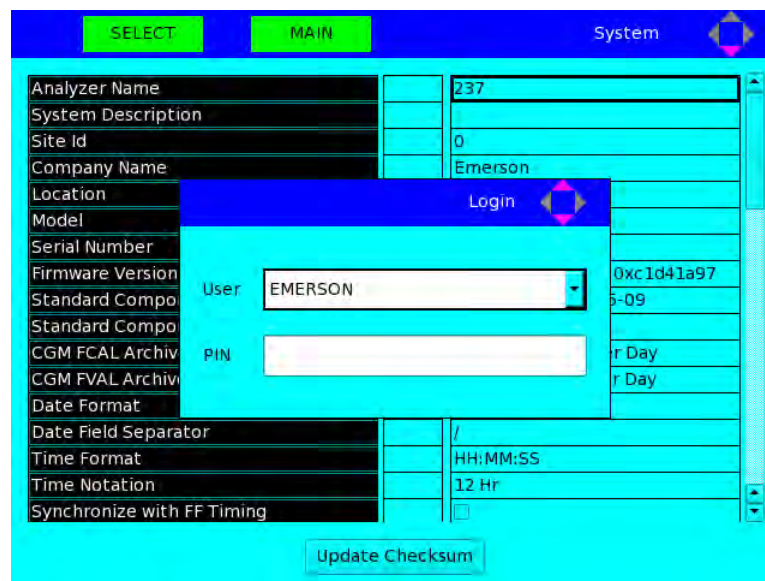 SELECT MAIN System
Analyzer Name 237
System Description
Site Id 0
Company Name Emerson
Location
Model
Serial Number
Firmware Version 0xc1d41a97
Standard Compo -09
Standard Compo
CGM FCAL Archiv r Day
CGM FVAL Archiv r Day
Date Format
Date Field Separator /
Time Format HH:MM:SS
Time Notation 12 Hr
Synchronize with FF Timing
Login
User EMERSON
PIN
Update Checksum